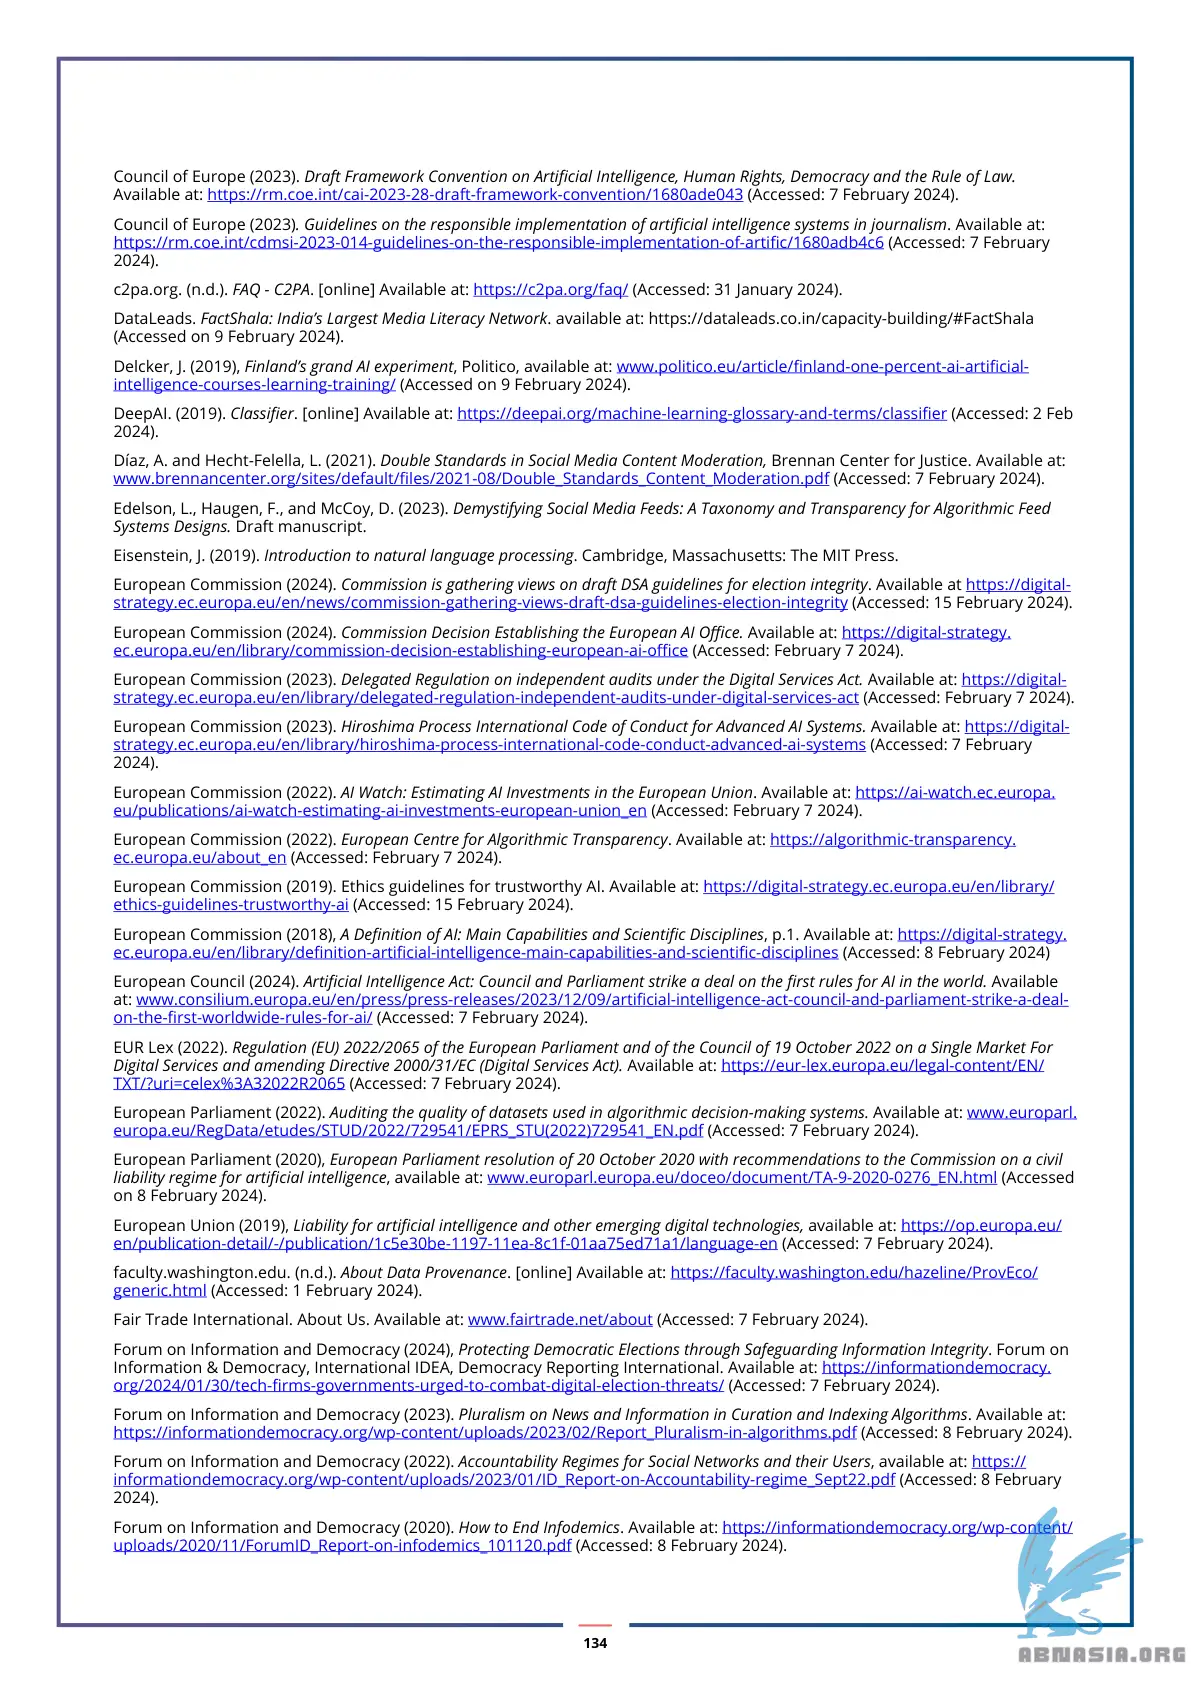 Council of Europe (2023). Draft Framework Convention on Artificial Intelligence, Human Rights, Democracy and the Rule of Law.
Available at: https://rm.coe.int/cai-2023-28-draft-framework-convention/1680ade043 (Accessed: 7 February 2024).
Council of Europe (2023). Guidelines on the responsible implementation of artificial intelligence systems in journalism. Available at:
https://rm.coe.int/cdmsi-2023-014-guidelines-on-the-responsible-implementation-of-artific/1680adb4c6 (Accessed: 7 February
2024).
c2pa.org. (n.d.). FAQ - C2PA. [online] Available at: https://c2pa.org/faq/ (Accessed: 31 January 2024).
DataLeads. FactShala: India’s Largest Media Literacy Network. available at: https://dataleads.co.in/capacity-building/#FactShala
(Accessed on 9 February 2024).
Delcker, J. (2019), Finland’s grand AI experiment, Politico, available at: www.politico.eu/article/finland-one-percent-ai-artificial-
intelligence-courses-learning-training/ (Accessed on 9 February 2024).
DeepAI. (2019). Classifier. [online] Available at: https://deepai.org/machine-learning-glossary-and-terms/classifier (Accessed: 2 Feb
2024).
Díaz, A. and Hecht-Felella, L. (2021). Double Standards in Social Media Content Moderation, Brennan Center for Justice. Available at:
www.brennancenter.org/sites/default/files/2021-08/Double_Standards_Content_Moderation.pdf (Accessed: 7 February 2024).
Edelson, L., Haugen, F., and McCoy, D. (2023). Demystifying Social Media Feeds: A Taxonomy and Transparency for Algorithmic Feed
Systems Designs. Draft manuscript.
Eisenstein, J. (2019). Introduction to natural language processing. Cambridge, Massachusetts: The MIT Press.
European Commission (2024). Commission is gathering views on draft DSA guidelines for election integrity. Available at https://digital-
strategy.ec.europa.eu/en/news/commission-gathering-views-draft-dsa-guidelines-election-integrity (Accessed: 15 February 2024).
European Commission (2024). Commission Decision Establishing the European AI Office. Available at: https://digital-strategy.
ec.europa.eu/en/library/commission-decision-establishing-european-ai-office (Accessed: February 7 2024).
European Commission (2023). Delegated Regulation on independent audits under the Digital Services Act. Available at: https://digital-
strategy.ec.europa.eu/en/library/delegated-regulation-independent-audits-under-digital-services-act (Accessed: February 7 2024).
European Commission (2023). Hiroshima Process International Code of Conduct for Advanced AI Systems. Available at: https://digital-
strategy.ec.europa.eu/en/library/hiroshima-process-international-code-conduct-advanced-ai-systems (Accessed: 7 February
2024).
European Commission (2022). AI Watch: Estimating AI Investments in the European Union. Available at: https://ai-watch.ec.europa.
eu/publications/ai-watch-estimating-ai-investments-european-union_en (Accessed: February 7 2024).
European Commission (2022). European Centre for Algorithmic Transparency. Available at: https://algorithmic-transparency.
ec.europa.eu/about_en (Accessed: February 7 2024).
European Commission (2019). Ethics guidelines for trustworthy AI. Available at: https://digital-strategy.ec.europa.eu/en/library/
ethics-guidelines-trustworthy-ai (Accessed: 15 February 2024).
European Commission (2018), A Definition of AI: Main Capabilities and Scientific Disciplines, p.1. Available at: https://digital-strategy.
ec.europa.eu/en/library/definition-artificial-intelligence-main-capabilities-and-scientific-disciplines (Accessed: 8 February 2024)
European Council (2024). Artificial Intelligence Act: Council and Parliament strike a deal on the first rules for AI in the world. Available
at: www.consilium.europa.eu/en/press/press-releases/2023/12/09/artificial-intelligence-act-council-and-parliament-strike-a-deal-
on-the-first-worldwide-rules-for-ai/ (Accessed: 7 February 2024).
EUR Lex (2022). Regulation (EU) 2022/2065 of the European Parliament and of the Council of 19 October 2022 on a Single Market For
Digital Services and amending Directive 2000/31/EC (Digital Services Act). Available at: https://eur-lex.europa.eu/legal-content/EN/
TXT/?uri=celex%3A32022R2065 (Accessed: 7 February 2024).
European Parliament (2022). Auditing the quality of datasets used in algorithmic decision-making systems. Available at: www.europarl.
europa.eu/RegData/etudes/STUD/2022/729541/EPRS_STU(2022)729541_EN.pdf (Accessed: 7 February 2024).
European Parliament (2020), European Parliament resolution of 20 October 2020 with recommendations to the Commission on a civil
liability regime for artificial intelligence, available at: www.europarl.europa.eu/doceo/document/TA-9-2020-0276_EN.html (Accessed
on 8 February 2024).
European Union (2019), Liability for artificial intelligence and other emerging digital technologies, available at: https://op.europa.eu/
en/publication-detail/-/publication/1c5e30be-1197-11ea-8c1f-01aa75ed71a1/language-en (Accessed: 7 February 2024).
faculty.washington.edu. (n.d.). About Data Provenance. [online] Available at: https://faculty.washington.edu/hazeline/ProvEco/
generic.html (Accessed: 1 February 2024).
Fair Trade International. About Us. Available at: www.fairtrade.net/about (Accessed: 7 February 2024).
Forum on Information and Democracy (2024), Protecting Democratic Elections through Safeguarding Information Integrity. Forum on
Information & Democracy, International IDEA, Democracy Reporting International. Available at: https://informationdemocracy.
org/2024/01/30/tech-firms-governments-urged-to-combat-digital-election-threats/ (Accessed: 7 February 2024).
Forum on Information and Democracy (2023). Pluralism on News and Information in Curation and Indexing Algorithms. Available at:
https://informationdemocracy.org/wp-content/uploads/2023/02/Report_Pluralism-in-algorithms.pdf (Accessed: 8 February 2024).
Forum on Information and Democracy (2022). Accountability Regimes for Social Networks and their Users, available at: https://
informationdemocracy.org/wp-content/uploads/2023/01/ID_Report-on-Accountability-regime_Sept22.pdf (Accessed: 8 February
2024).
Forum on Information and Democracy (2020). How to End Infodemics. Available at: https://informationdemocracy.org/wp-content/
uploads/2020/11/ForumID_Report-on-infodemics_101120.pdf (Accessed: 8 February 2024).
134
ABNASIA.ORG